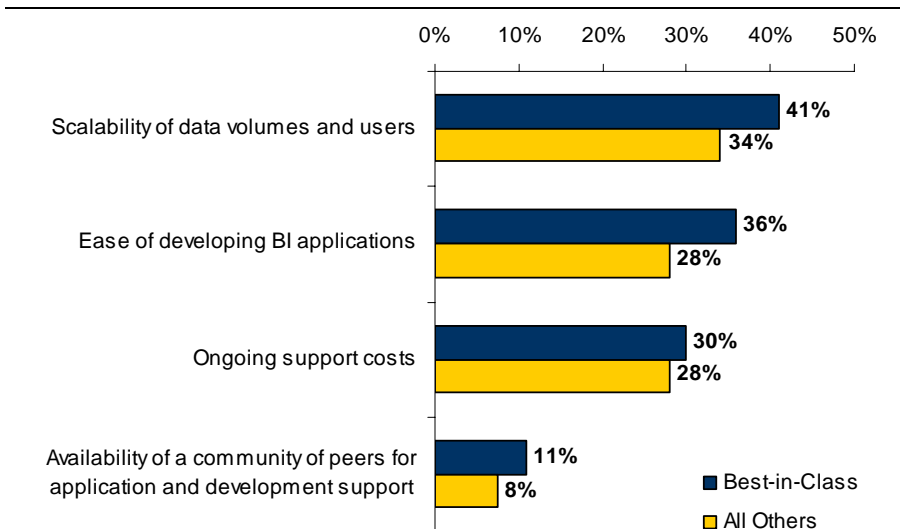 0% 10% 20% 30% 40% 50%
Scalability of data volumes and users
41%
34%
Ease of developing BI applications
36%
28%
Ongoing support costs
30%
28%
Availability of a community of peers for
application and development support
11%
8%
Best-in-Class
All Others